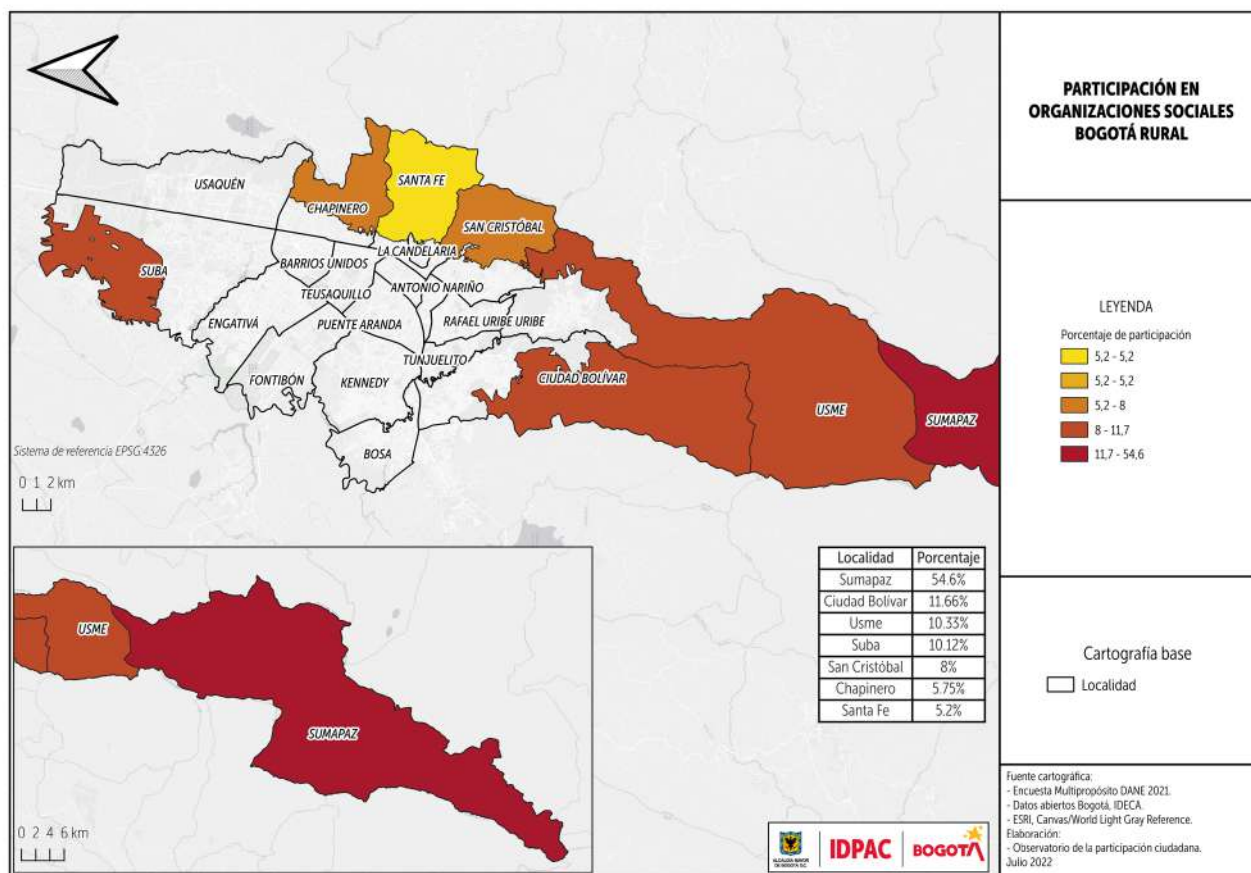 PARTICIPACIÓN EN
ORGANIZACIONES SOCIALES
BOGOTÁ RURAL
USAQUÉN
SANTA FE
CHAPINERO
SAN CRISTÓBAL
LA CANDELARIA
BARRIOS UNIDOS
SUBA
ANTONIO NARIÑO
TEUSAQUILLO
ENGATIVÁ
PUENTE ARANDA
RAFAEL URIBE URIBE
TUNJUELITO
FONTIBÓN
KENNEDY
CIUDAD BOLÍVAR
USME
SUMAPAZ
BOSA
Sistema de referencia EPSG:4326
0 1 2 km
LEYENDA
Porcentaje de participación
5,2 - 5,2
5,2 - 5,2
5,2 - 8
8 - 11,7
11,7 - 54,6
USME
SUMAPAZ
0 2 4 6 km
Localidad Porcentaje
Sumapaz 54.6%
Ciudad Bolívar 11.66%
Usme 10.33%
Suba 10.12%
San Cristóbal 8%
Chapinero 5.75%
Santa Fe 5.2%
Cartografía base
Localidad
Fuente cartográfica:
- Encuesta Multipropósito DANE 2021.
- Datos abiertos Bogotá, IDECA.
- ESRI, Canvas/World Light Gray Reference.
Elaboración:
- Observatorio de la participación ciudadana.
Julio 2022
ALCALDÍA MAYOR
DE BOGOTÁ D.C.
IDPAC
BOGOTÁ